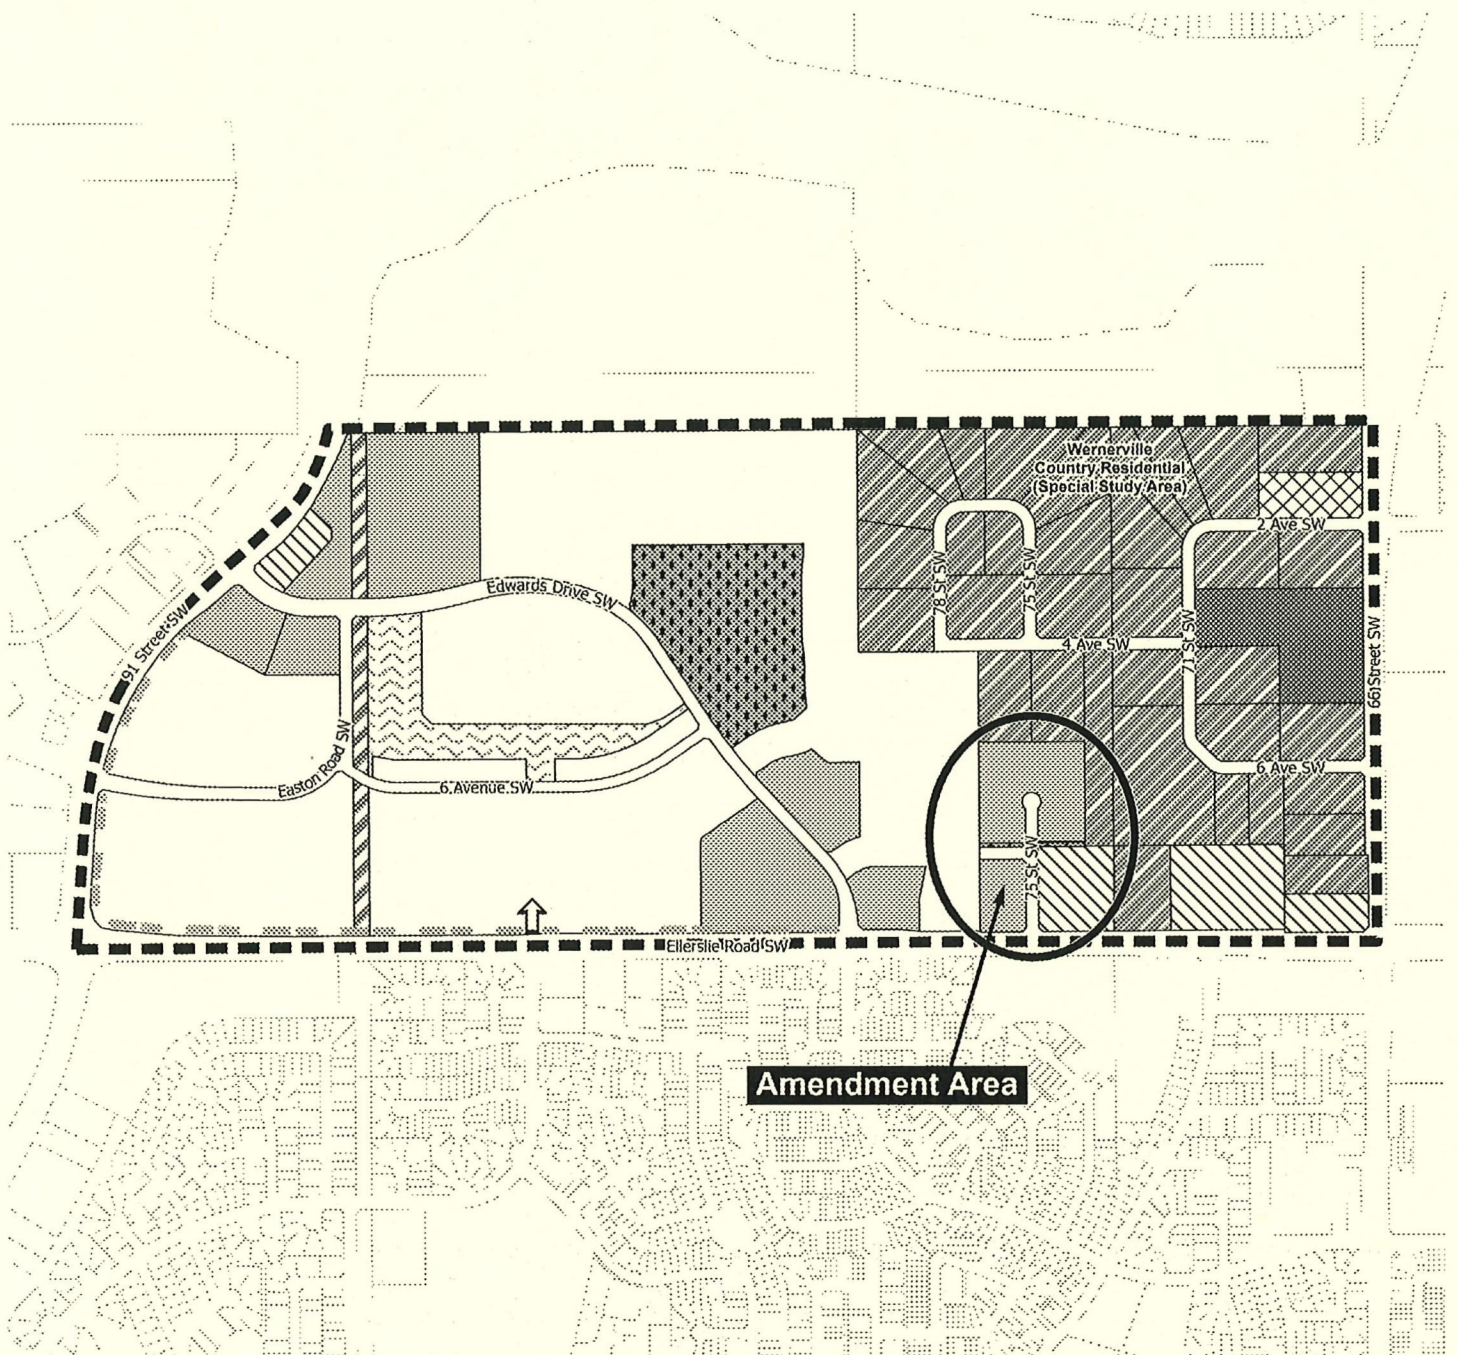 Wernerville
Country Residential
(Special Study Area)
2 Ave SW
78 St SW
75 St SW
Edwards Drive SW
91 Street SW
4 Ave SW
71 St SW
66 Street SW
Easton Road SW
6 Avenue SW
6 Ave SW
75 St SW
Ellerslie Road SW
Amendment Area